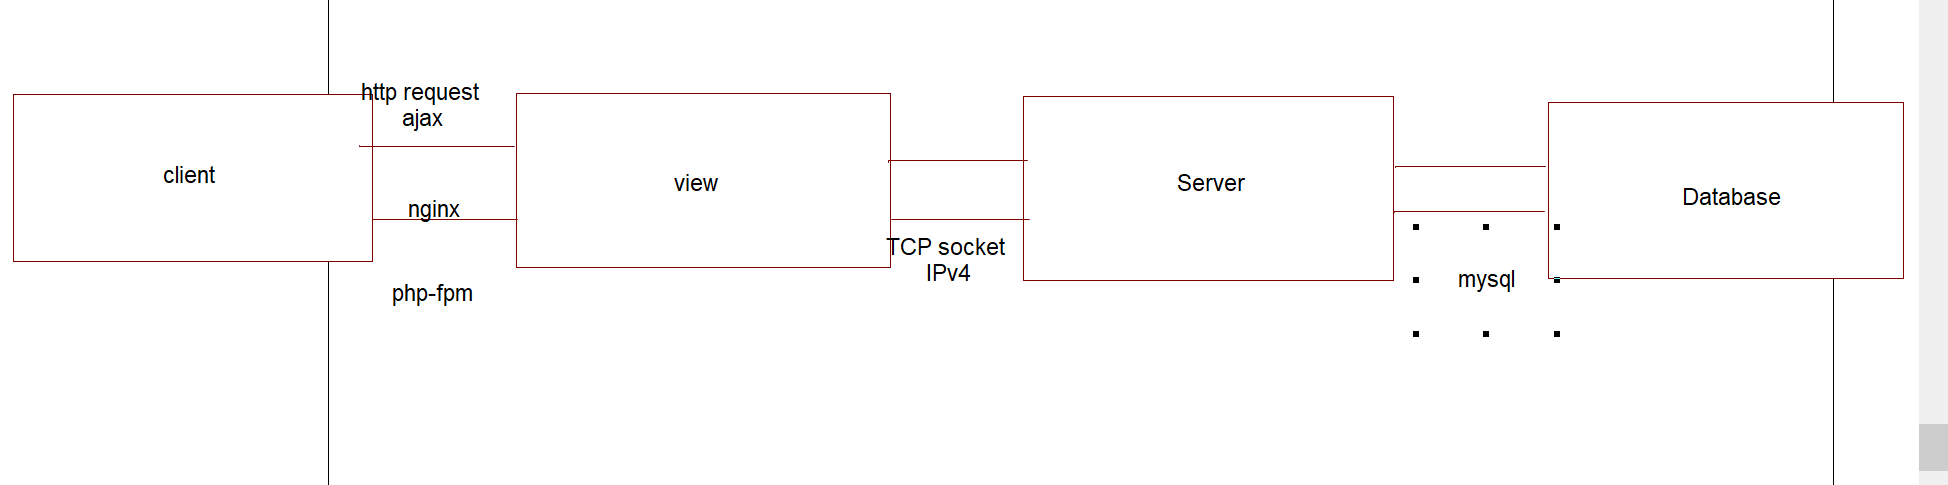 http request
ajax
client
nginx
php-fpm
view
TCP socket
IPv4
Server
mysql
Database